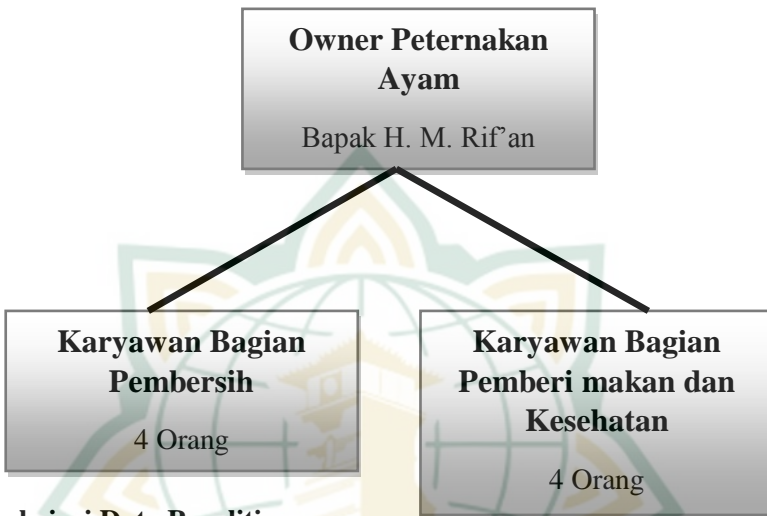 Owner Peternakan
Ayam
Bapak H. M. Rif’an
Karyawan Bagian
Pembersih
4 Orang
Karyawan Bagian
Pemberi makan dan
Kesehatan
4 Orang